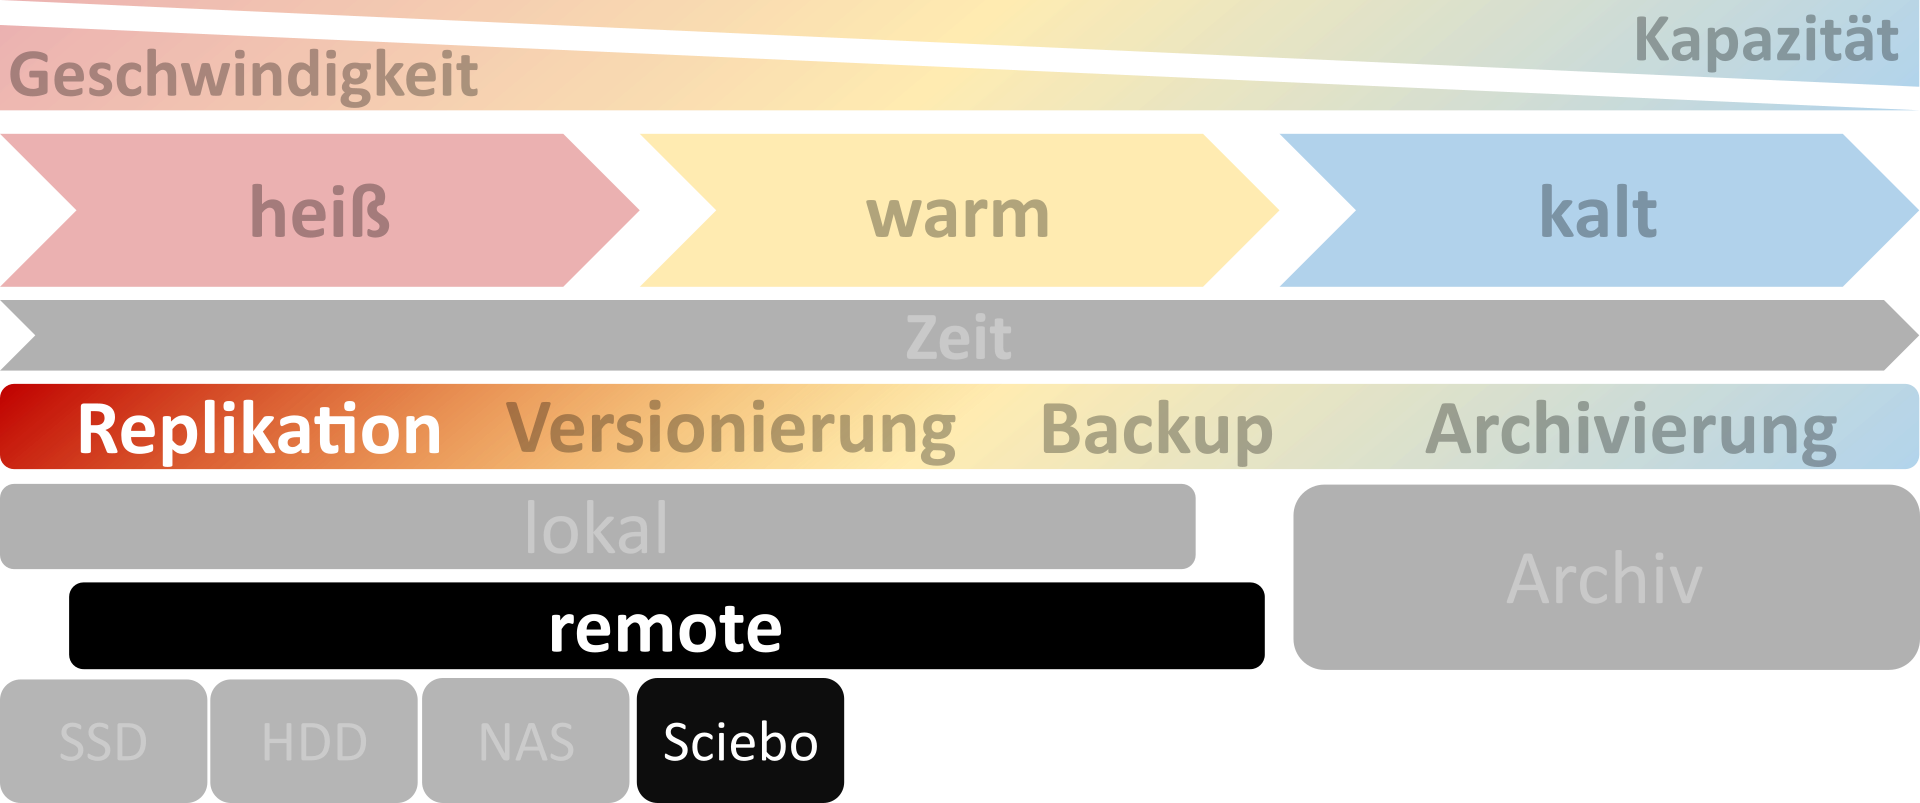 Geschwindigkeit
Kapazität
heiß warm kalt
Zeit
Replikation Versionierung Backup Archivierung
lokal
Archiv
remote
SSD HDD NAS Sciebo